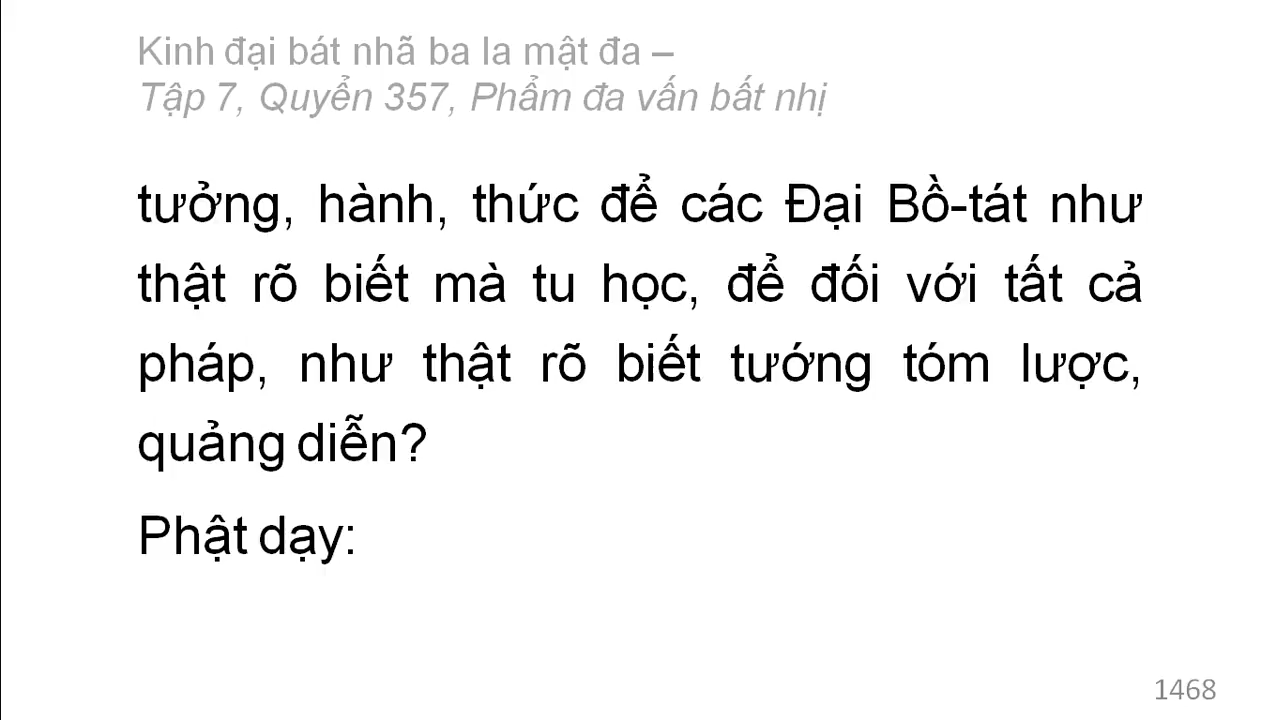 Kinh đại bát nhã ba la mật đa –
Tập 7, Quyển 357, Phẩm đa vấn bất nhị
tưởng, hành, thức để các Đại Bồ-tát như
thật rõ biết mà tu học, để đối với tất cả
pháp, như thật rõ biết tướng tóm lược,
quảng diễn?
Phật dạy:
1468